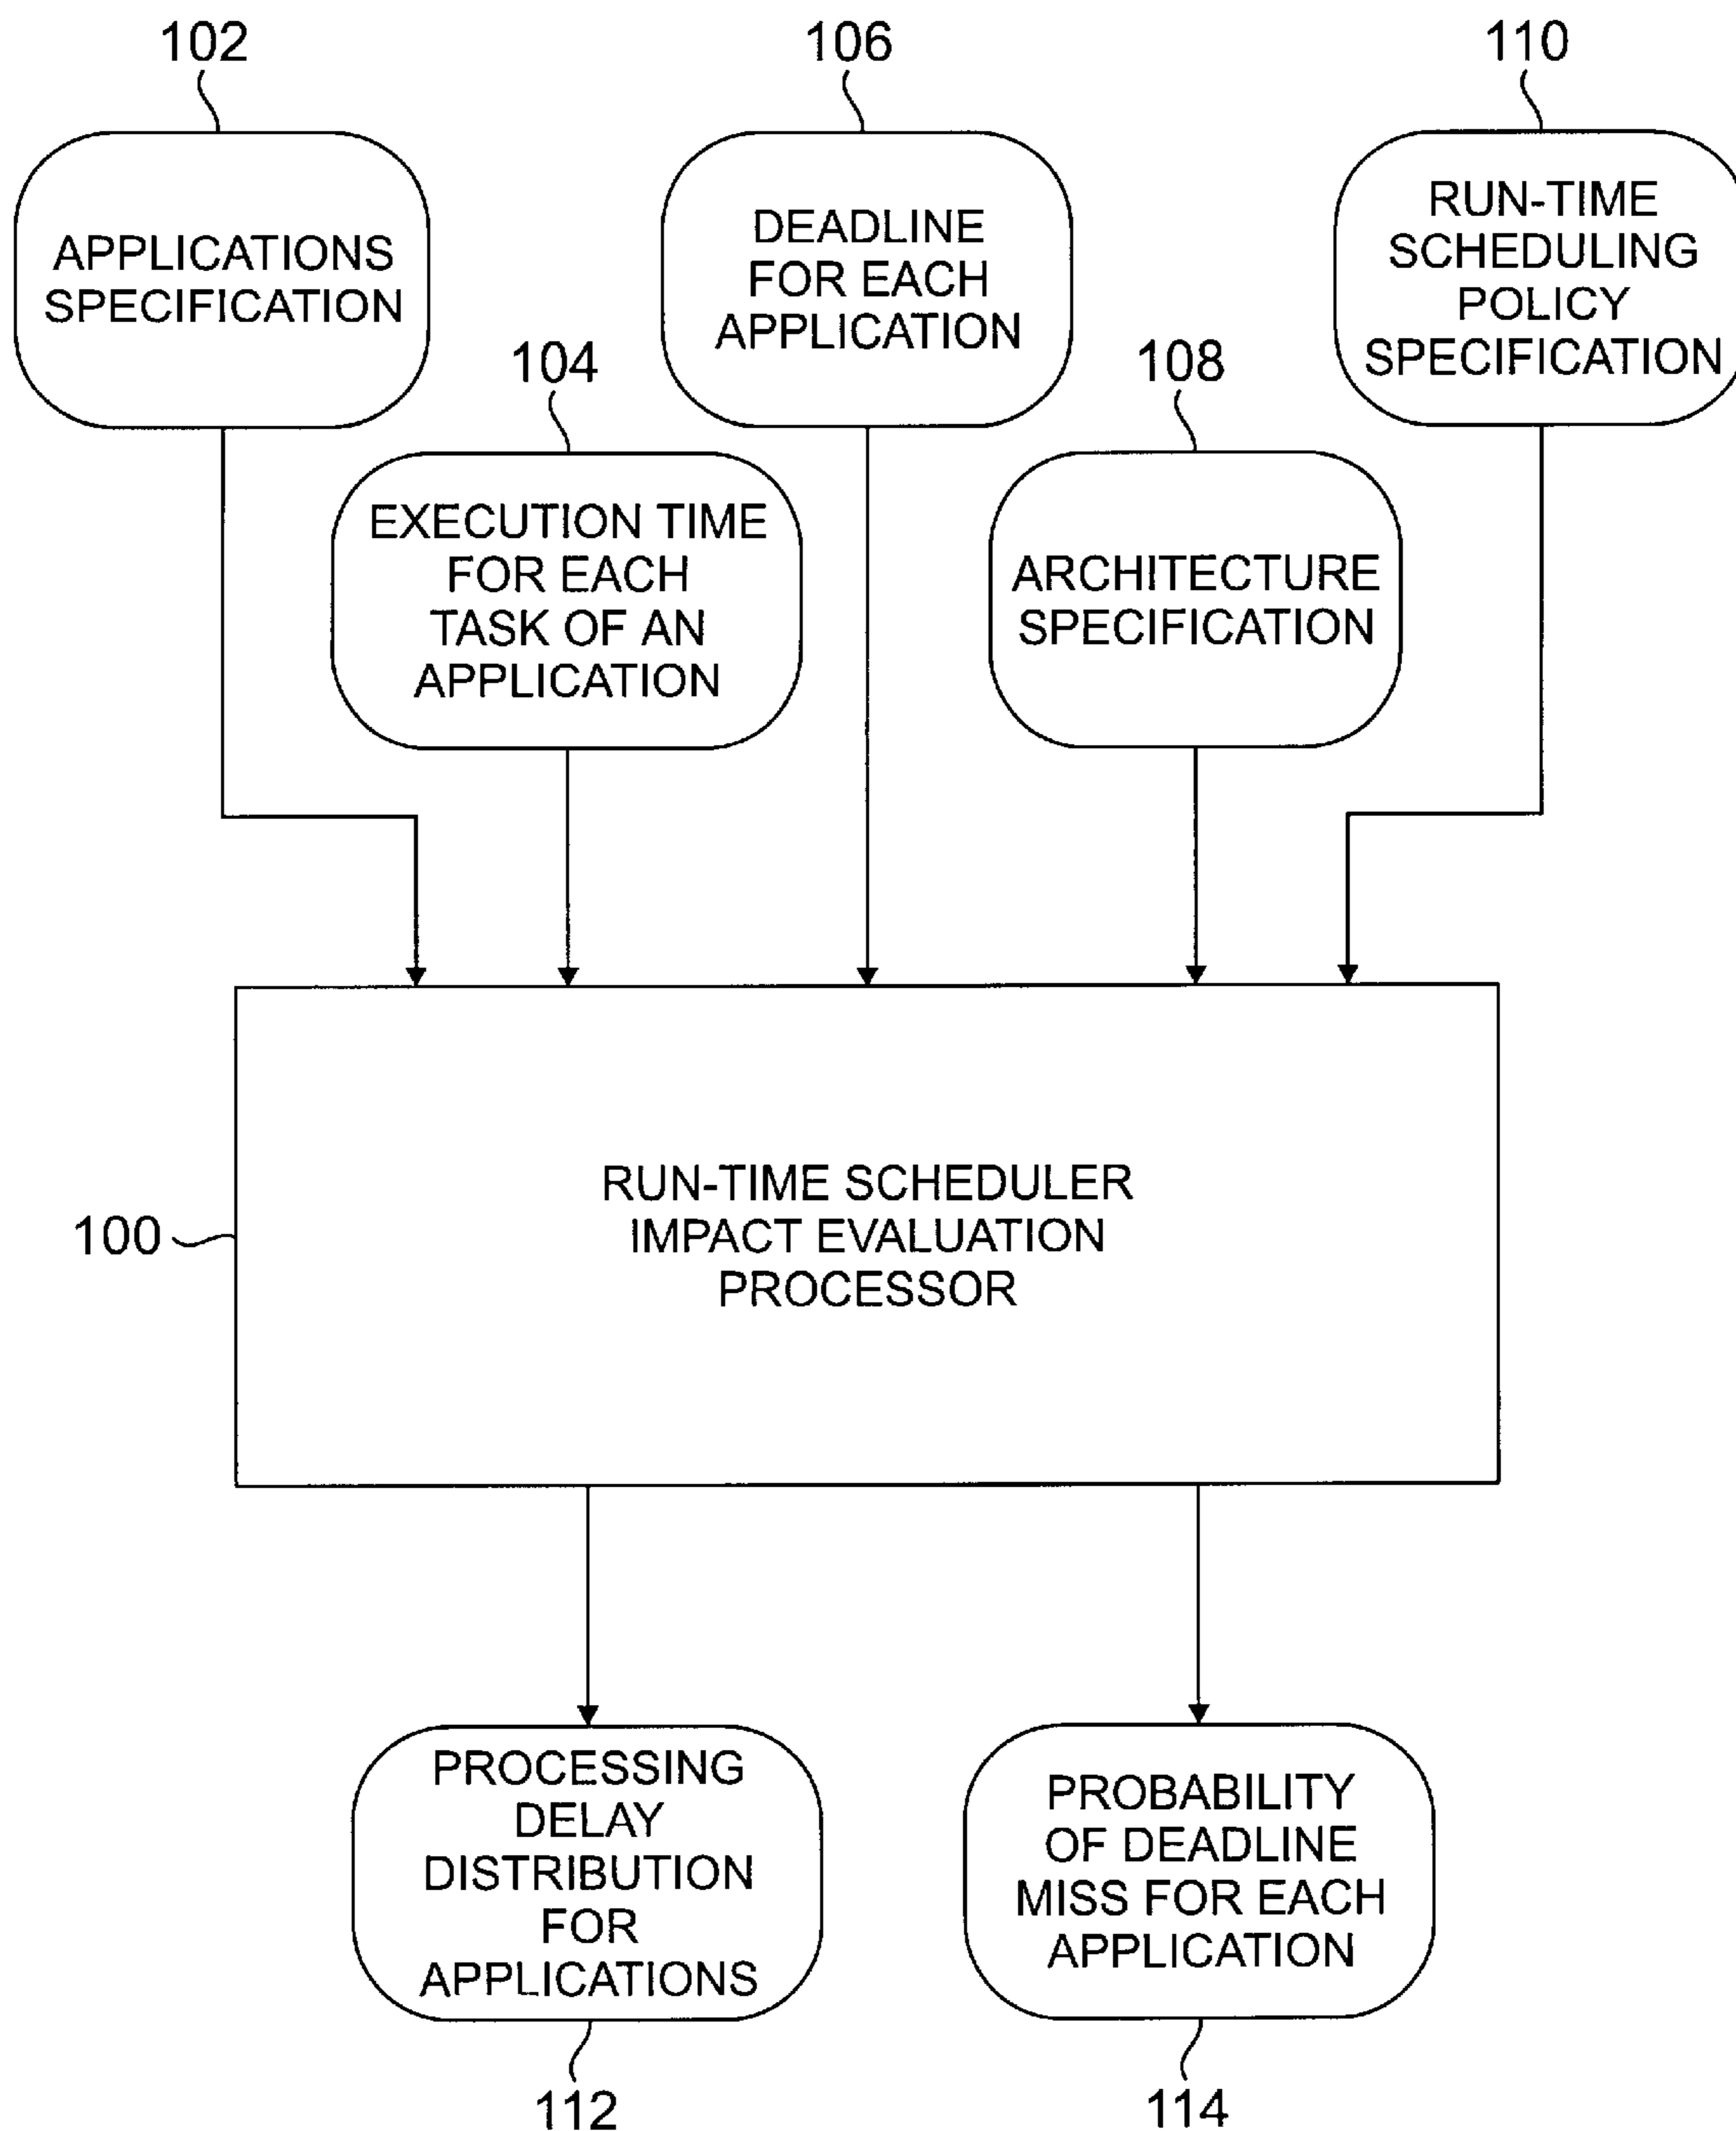 102
106
110
APPLICATIONS
SPECIFICATION
DEADLINE
FOR EACH
APPLICATION
RUN-TIME
SCHEDULING
POLICY
SPECIFICATION
104
108
EXECUTION TIME
FOR EACH
TASK OF AN
APPLICATION
ARCHITECTURE
SPECIFICATION
100
RUN-TIME SCHEDULER
IMPACT EVALUATION
PROCESSOR
PROCESSING
DELAY
DISTRIBUTION
FOR
APPLICATIONS
PROBABILITY
OF DEADLINE
MISS FOR EACH
APPLICATION
112
114